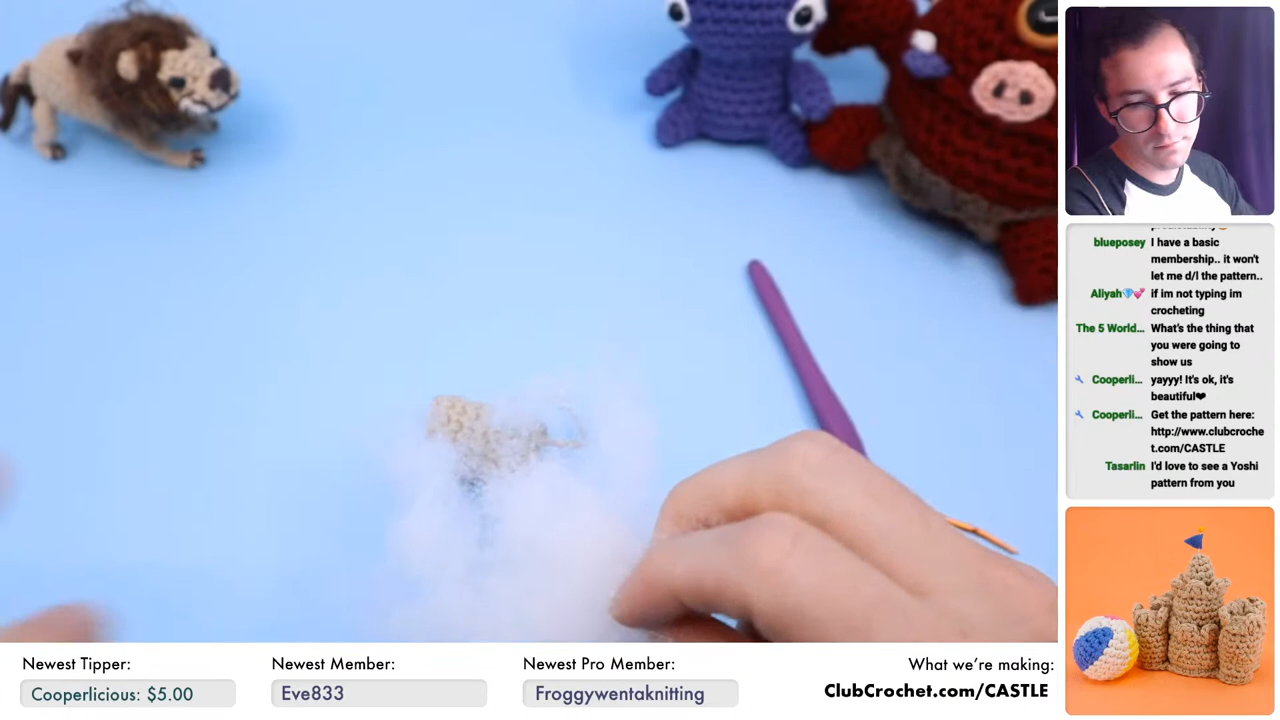 blueposey I have a basic
membership.. it won't
let me d/l the pattern..
Aliyah💎💕 if im not typing im
crocheting
The 5 World... What's the thing that
you were going to
show us
Cooperli... yayyy! It's ok, it's
beautiful❤
Cooperli... Get the pattern here:
http://www.clubcroche
t.com/CASTLE
Tasarlin I'd love to see a Yoshi
pattern from you
Newest Tipper:
Cooperlicious: $5.00
Newest Member:
Eve833
Newest Pro Member:
Froggywentaknitting
What we're making:
ClubCrochet.com/CASTLE